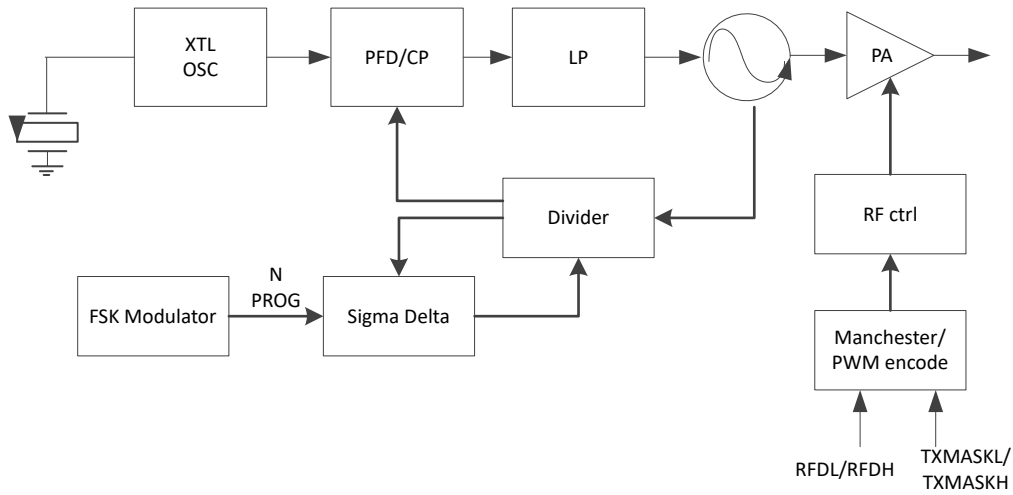 XTL
OSC
PFD/CP
LP
PA
Divider
RF ctrl
N
PROG
FSK Modulator
Sigma Delta
Manchester/
PWM encode
RFDL/RFDH
TXMASKL/
TXMASKH